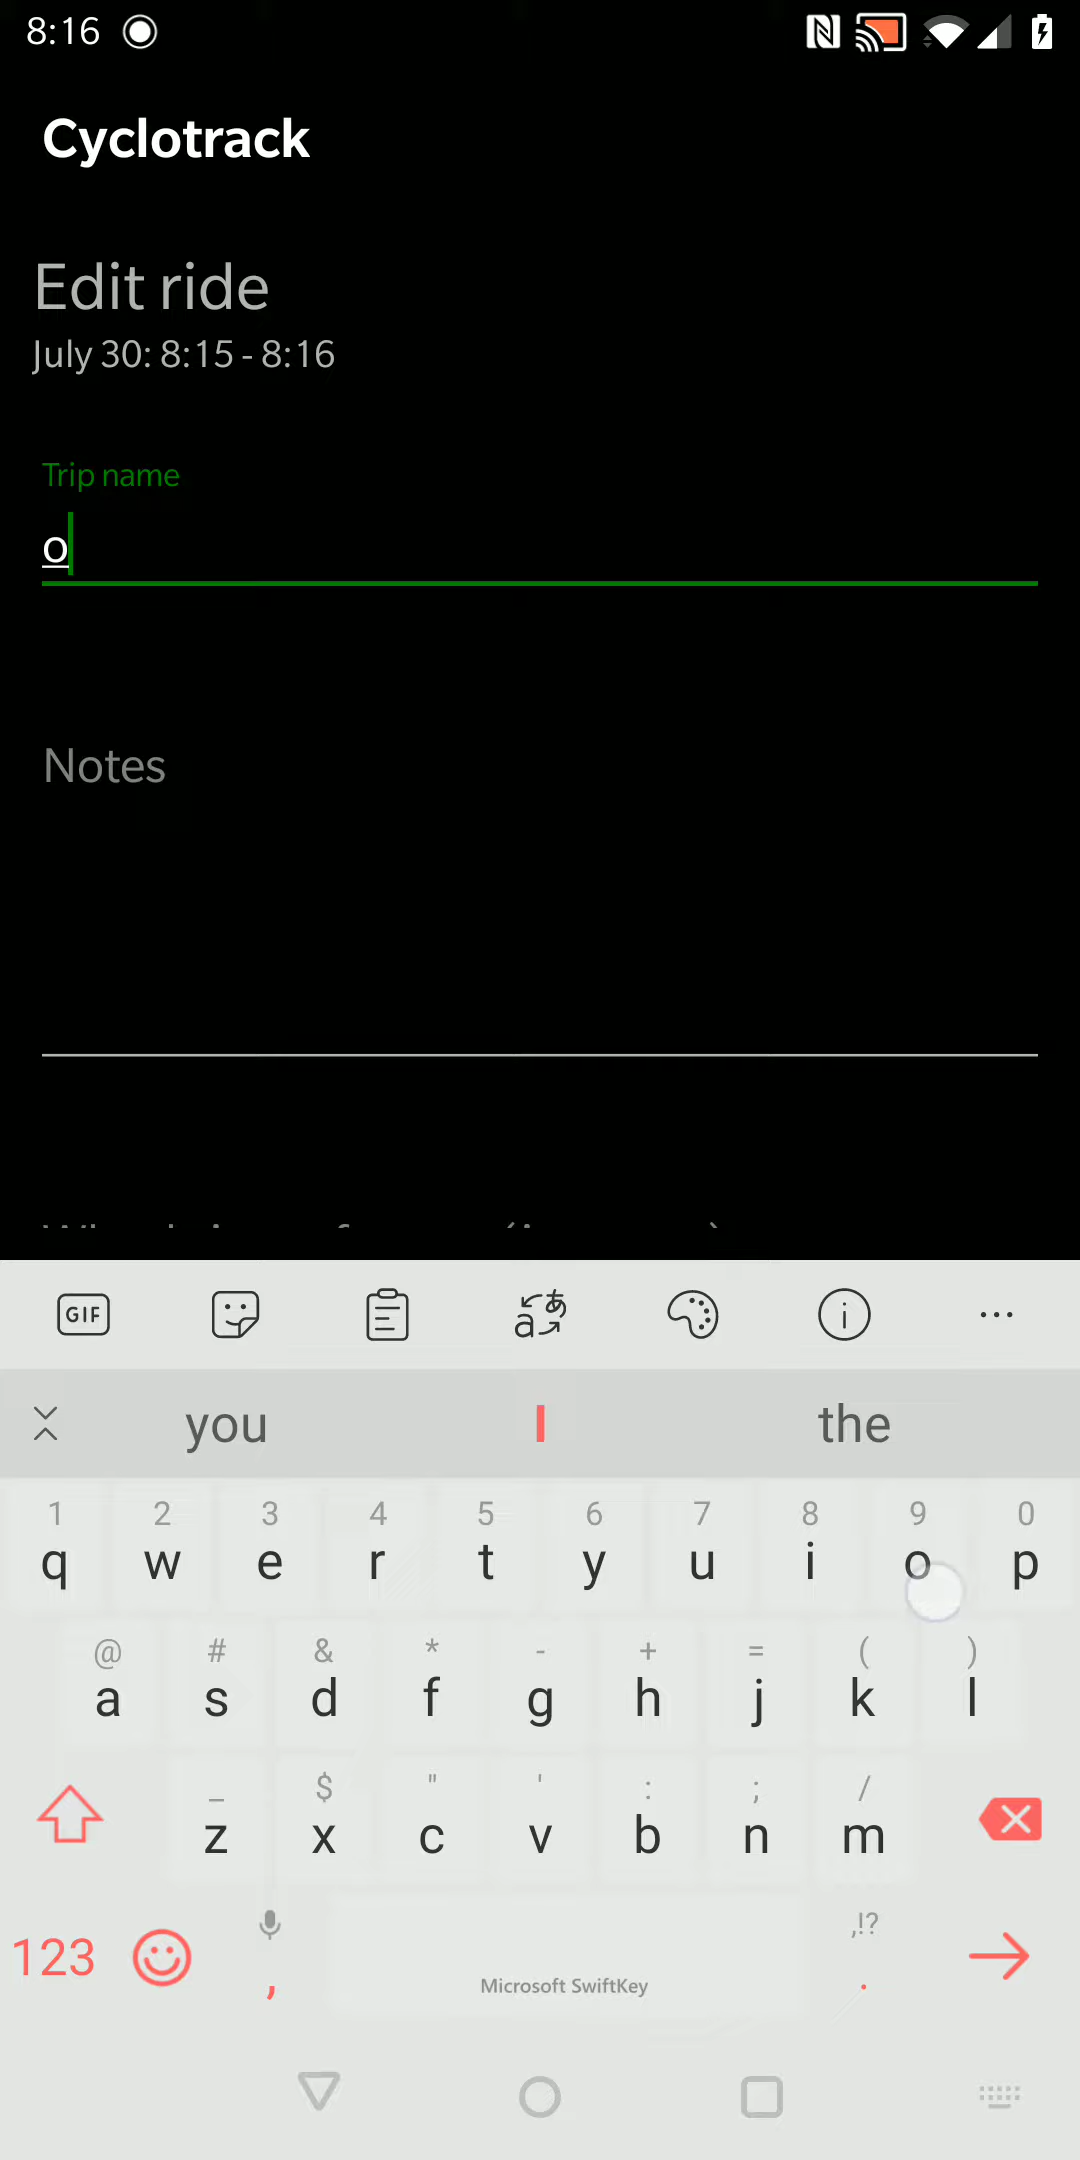 8:16
Cyclotrack
Edit ride
July 30: 8:15 - 8:16
Trip name
o
Notes
GIF
you I the
1 2 3 4 5 6 7 8 9 0
q w e r t y u i o p
@ # & * - + = ( )
a s d f g h j k l
_ $ " ' : ; /
z x c v b n m
,!?
123 , Microsoft SwiftKey .